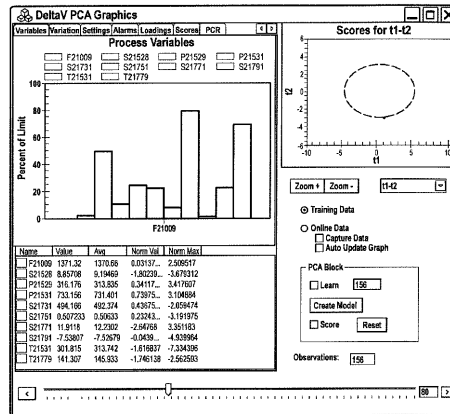 DeltaV PCA Graphics
Variables Variation Settings Alarms Loadings Scores PCR
Process Variables
F21009 S21528 P21529 P21531
S21731 S21751 S21771 S21791
T21531 T21779
Percent of Limit
100
80
60
40
20
0
F21009
Name Value Avg Norm Val Norm Max
F21009 1371.32 1370.66 0.03137... 2.509517
S21528 8.85708 9.19469 -1.80239... -3.679312
P21529 316.176 313.835 0.34117... 3.417607
P21531 733.156 731.401 0.73975... 3.104884
S21731 494.166 492.374 0.43675... -2.059474
S21751 0.507233 0.50633 0.23243... -3.191975
S21771 11.9118 12.2302 -2.64768 3.351183
S21791 -7.53807 -7.52679 -0.0439... -4.939964
T21531 301.815 313.742 -1.616837 -7.334396
T21779 141.307 145.933 -1.746138 -2.562593
Scores for t1-t2
t2
6
4
2
0
-2
-4
-6
-10 -5 0 5 10
t1
Zoom + Zoom - t1-t2
Training Data
Online Data
Capture Data
Auto Update Graph
PCA Block
Learn 156
Create Model
Score Reset
Observations: 156
80